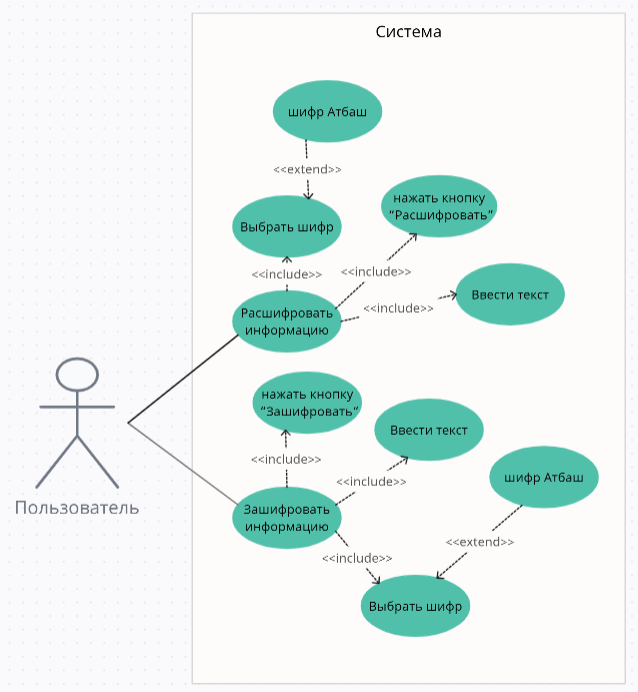 Система
шифр Атбаш
<<extend>>
нажать кнопку
“Расшифровать”
Выбрать шифр
<<include>>
<<include>>
Ввести текст
<<include>>
Расшифровать
информацию
нажать кнопку
“Зашифровать”
Ввести текст
<<include>>
шифр Атбаш
<<include>>
Пользователь
Зашифровать
информацию
<<extend>>
<<include>>
Выбрать шифр